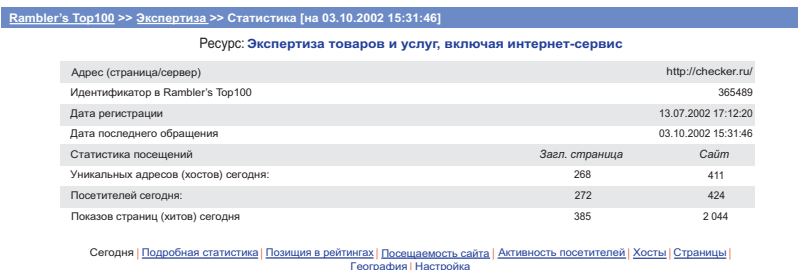 Rambler's Top100 >> Экспертиза >> Статистика [на 03.10.2002 15:31:46]
Ресурс: Экспертиза товаров и услуг, включая интернет-сервис
Адрес (страница/сервер) http://checker.ru/
Идентификатор в Rambler's Top100 365489
Дата регистрации 13.07.2002 17:12:20
Дата последнего обращения 03.10.2002 15:31:46
Статистика посещений Загл. страница Сайт
Уникальных адресов (хостов) сегодня: 268 411
Посетителей сегодня: 272 424
Показов страниц (хитов) сегодня 385 2 044
Сегодня | Подробная статистика | Позищия в рейтингах | Посещаемость сайта | Активность посетителей | Хосты | Страницы |
География | Настройка